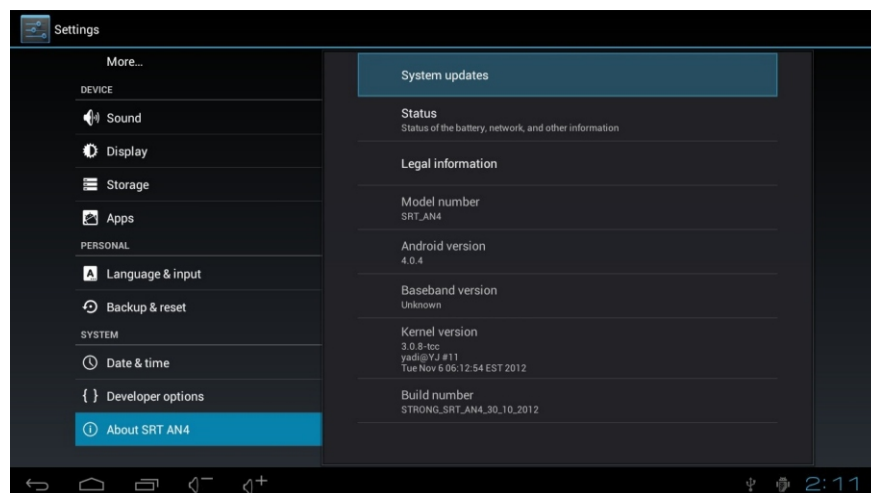 Settings
More...
DEVICE
Sound
Display
Storage
Apps
PERSONAL
Language & input
Backup & reset
SYSTEM
Date & time
{ } Developer options
About SRT AN4
System updates
Status
Status of the battery, network, and other information
Legal information
Model number
SRT_AN4
Android version
4.0.4
Baseband version
Unknown
Kernel version
3.0.8-tcc
yadi@YJ #11
Tue Nov 6 06:12:54 EST 2012
Build number
STRONG_SRT_AN4_30_10_2012
2:11